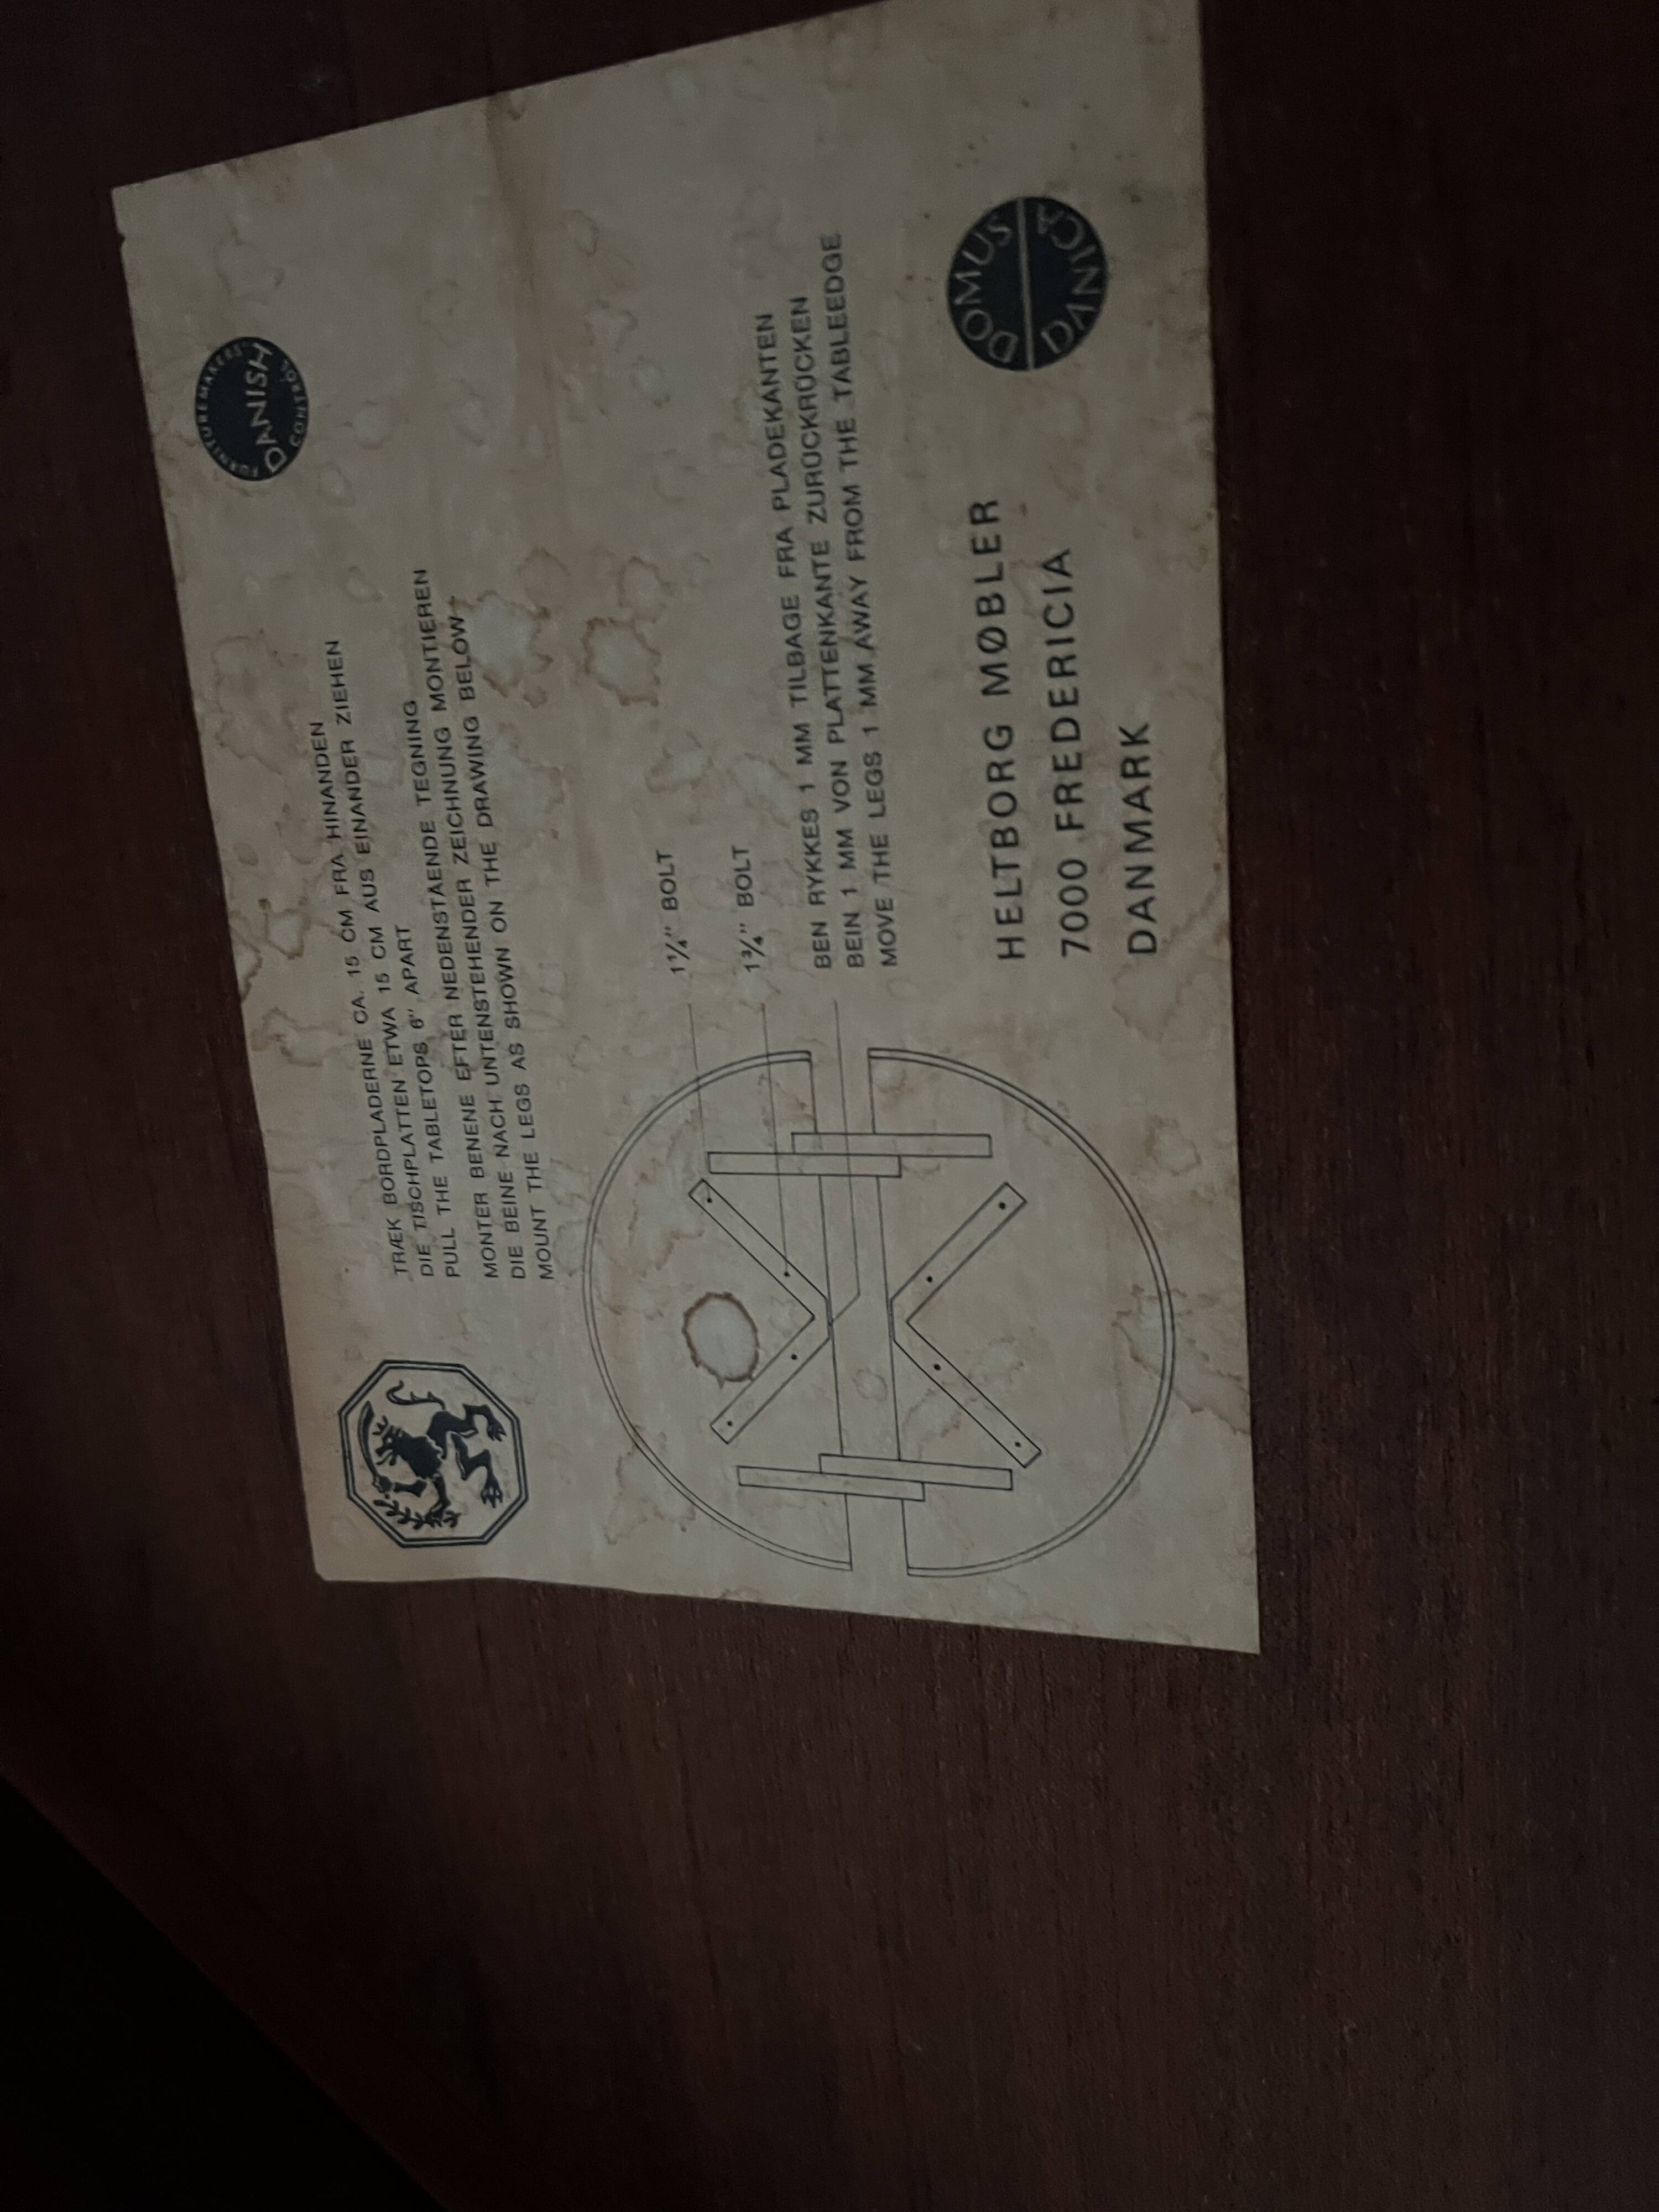 FURNITUREMAKERS'
DANISH
CONTROL
TRÆK BORDPLADERNE CA. 15 CM FRA HINANDEN
DIE TISCHPLATTEN ETWA 15 CM AUS EINANDER ZIEHEN
PULL THE TABLETOPS 6" APART
MONTER BENENE EFTER NEDENSTAENDE TEGNING
DIE BEINE NACH UNTENSTEHENDER ZEICHNUNG MONTIEREN
MOUNT THE LEGS AS SHOWN ON THE DRAWING BELOW
1¼" BOLT
1¾" BOLT
BEN RYKKES 1 MM TILBAGE FRA PLADEKANTEN
BEIN 1 MM VON PLATTENKANTE ZURÜCKRÜCKEN
MOVE THE LEGS 1 MM AWAY FROM THE TABLEEDGE
HELTBORG MØBLER
7000 FREDERICIA
DANMARK
DOMUS
DANICA